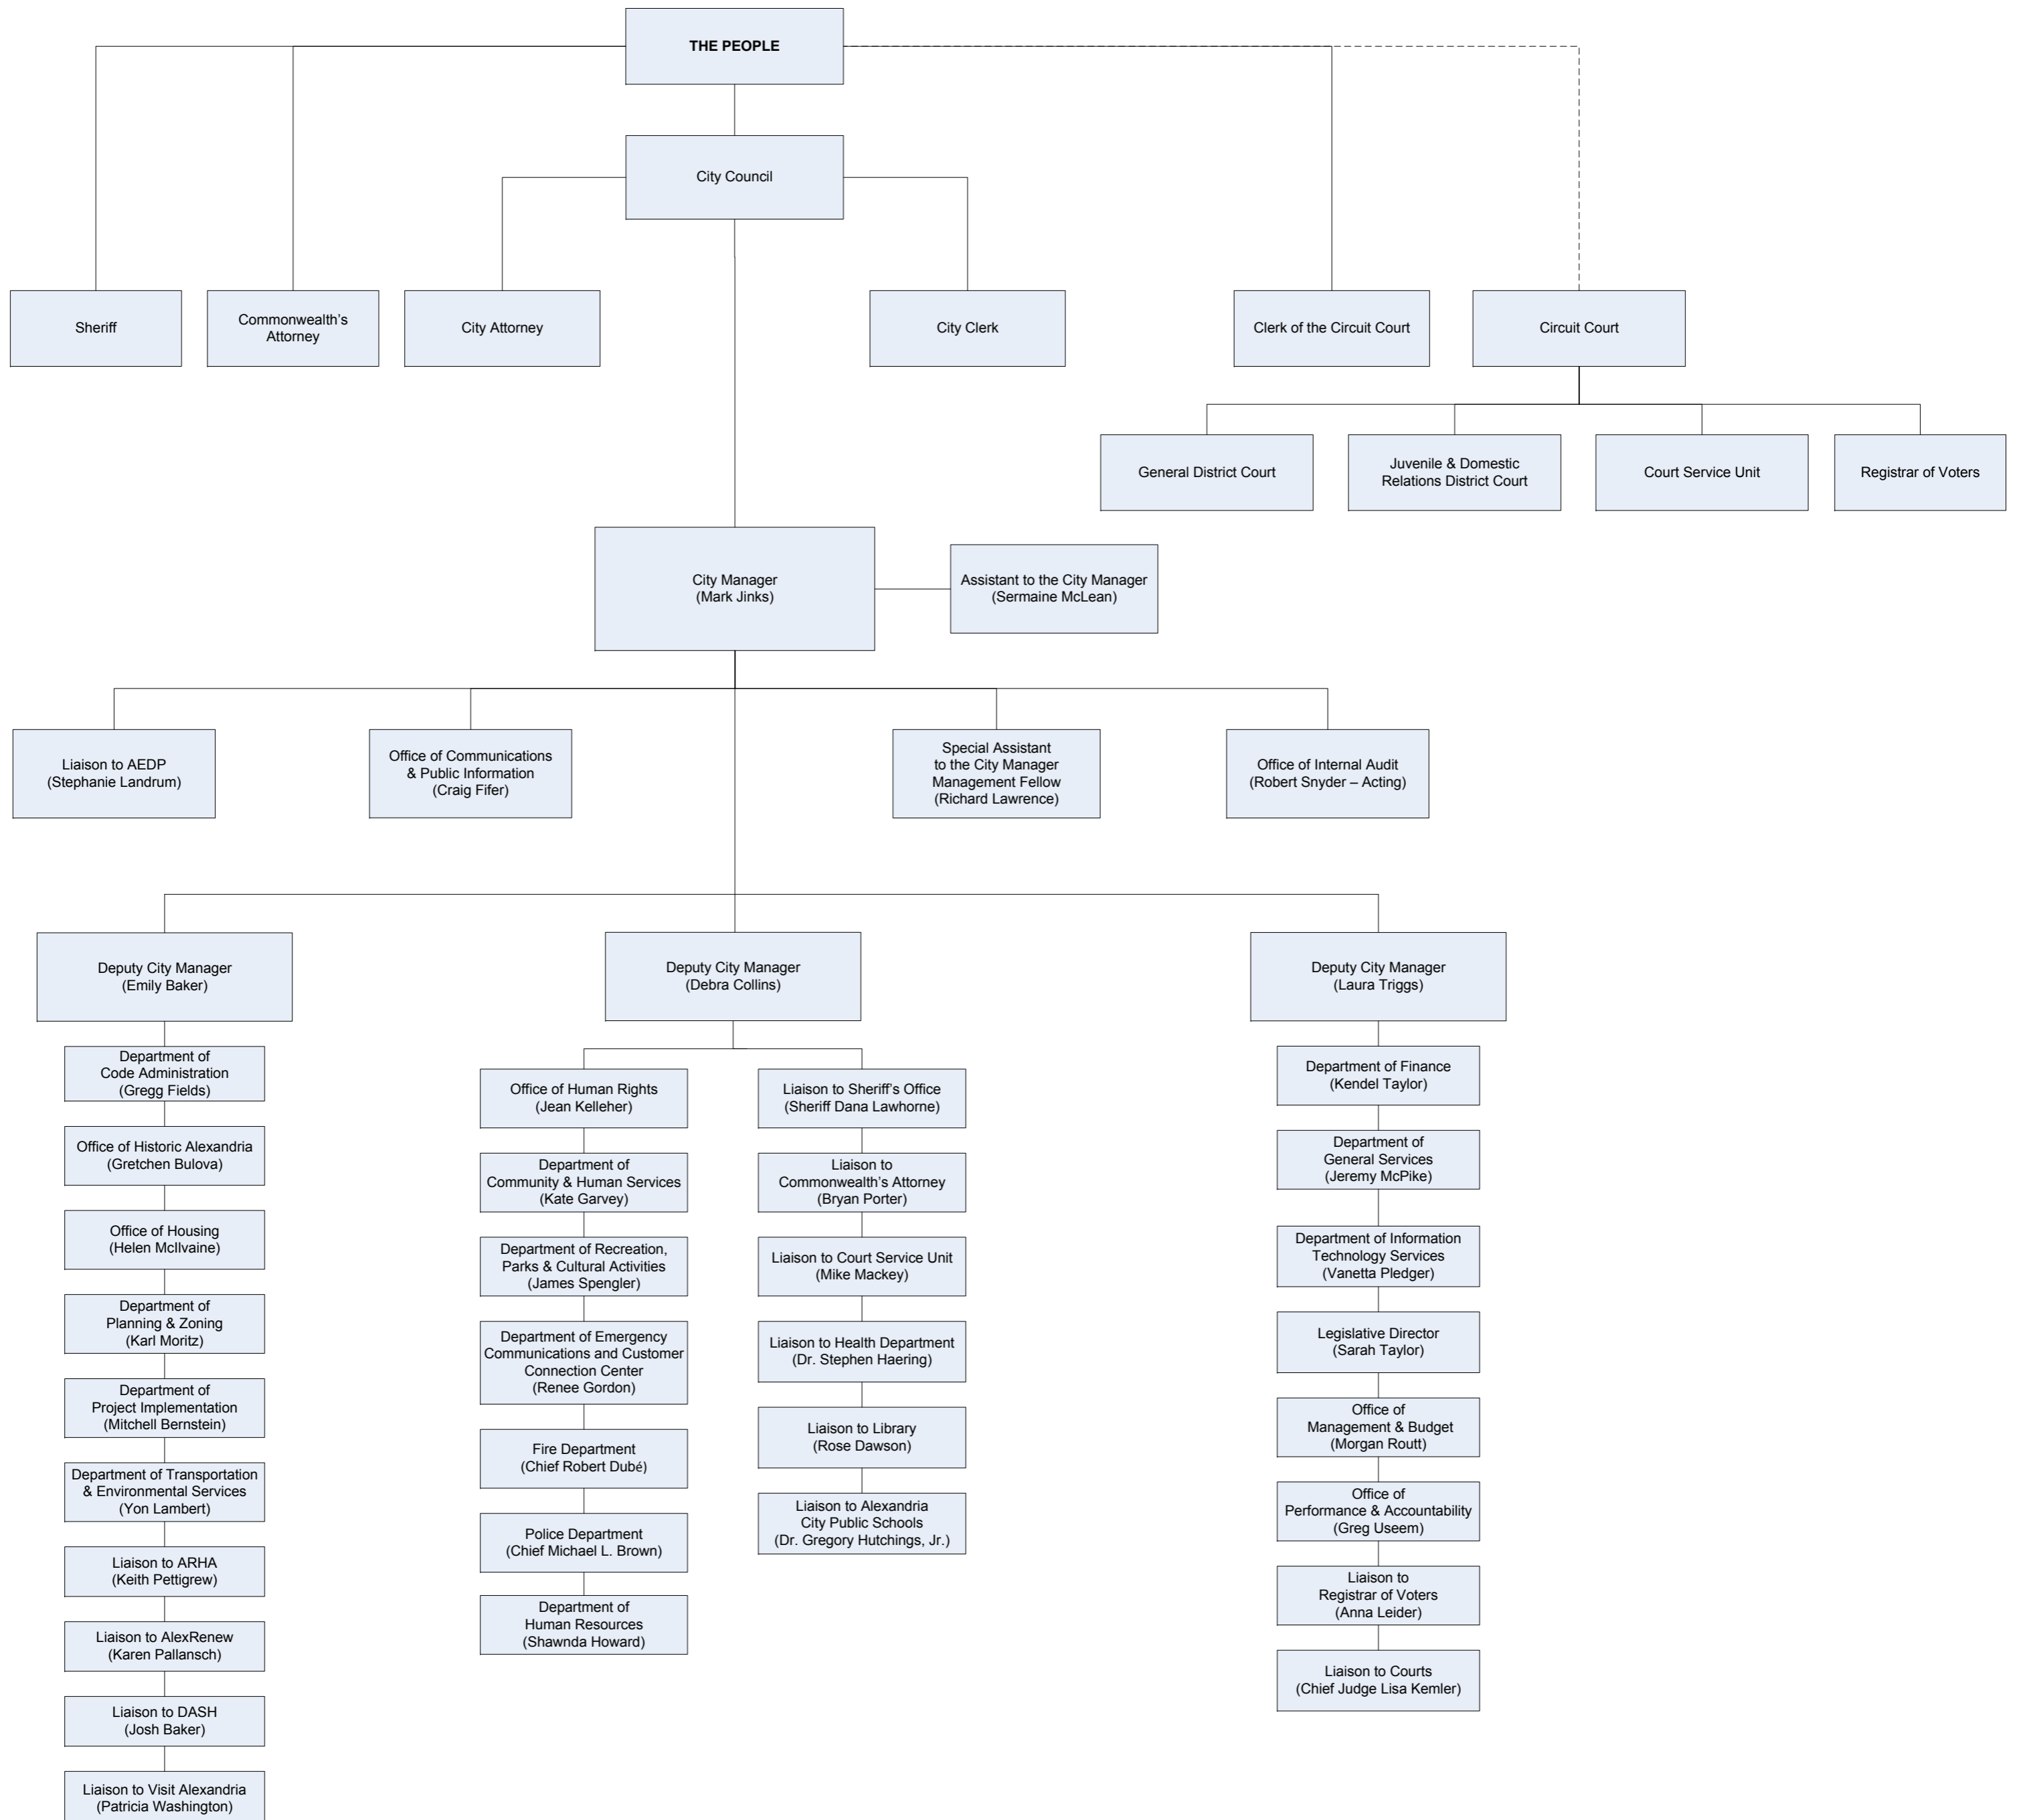 THE PEOPLE
City Council
Sheriff
Commonwealth's
Attorney
City Attorney
City Clerk
Clerk of the Circuit Court
Circuit Court
General District Court
Juvenile & Domestic
Relations District Court
Court Service Unit
Registrar of Voters
City Manager
(Mark Jinks)
Assistant to the City Manager
(Sermaine McLean)
Liaison to AEDP
(Stephanie Landrum)
Office of Communications
& Public Information
(Craig Fifer)
Special Assistant
to the City Manager
Management Fellow
(Richard Lawrence)
Office of Internal Audit
(Robert Snyder – Acting)
Deputy City Manager
(Emily Baker)
Department of
Code Administration
(Gregg Fields)
Office of Historic Alexandria
(Gretchen Bulova)
Office of Housing
(Helen McIlvaine)
Department of
Planning & Zoning
(Karl Moritz)
Department of
Project Implementation
(Mitchell Bernstein)
Department of Transportation
& Environmental Services
(Yon Lambert)
Liaison to ARHA
(Keith Pettigrew)
Liaison to AlexRenew
(Karen Pallansch)
Liaison to DASH
(Josh Baker)
Liaison to Visit Alexandria
(Patricia Washington)
Deputy City Manager
(Debra Collins)
Office of Human Rights
(Jean Kelleher)
Department of
Community & Human Services
(Kate Garvey)
Department of Recreation,
Parks & Cultural Activities
(James Spengler)
Department of Emergency
Communications and Customer
Connection Center
(Renee Gordon)
Fire Department
(Chief Robert Dubé)
Police Department
(Chief Michael L. Brown)
Department of
Human Resources
(Shawnda Howard)
Liaison to Sheriff's Office
(Sheriff Dana Lawhorne)
Liaison to
Commonwealth's Attorney
(Bryan Porter)
Liaison to Court Service Unit
(Mike Mackey)
Liaison to Health Department
(Dr. Stephen Haering)
Liaison to Library
(Rose Dawson)
Liaison to Alexandria
City Public Schools
(Dr. Gregory Hutchings, Jr.)
Deputy City Manager
(Laura Triggs)
Department of Finance
(Kendel Taylor)
Department of
General Services
(Jeremy McPike)
Department of Information
Technology Services
(Vanetta Pledger)
Legislative Director
(Sarah Taylor)
Office of
Management & Budget
(Morgan Routt)
Office of
Performance & Accountability
(Greg Useem)
Liaison to
Registrar of Voters
(Anna Leider)
Liaison to Courts
(Chief Judge Lisa Kemler)